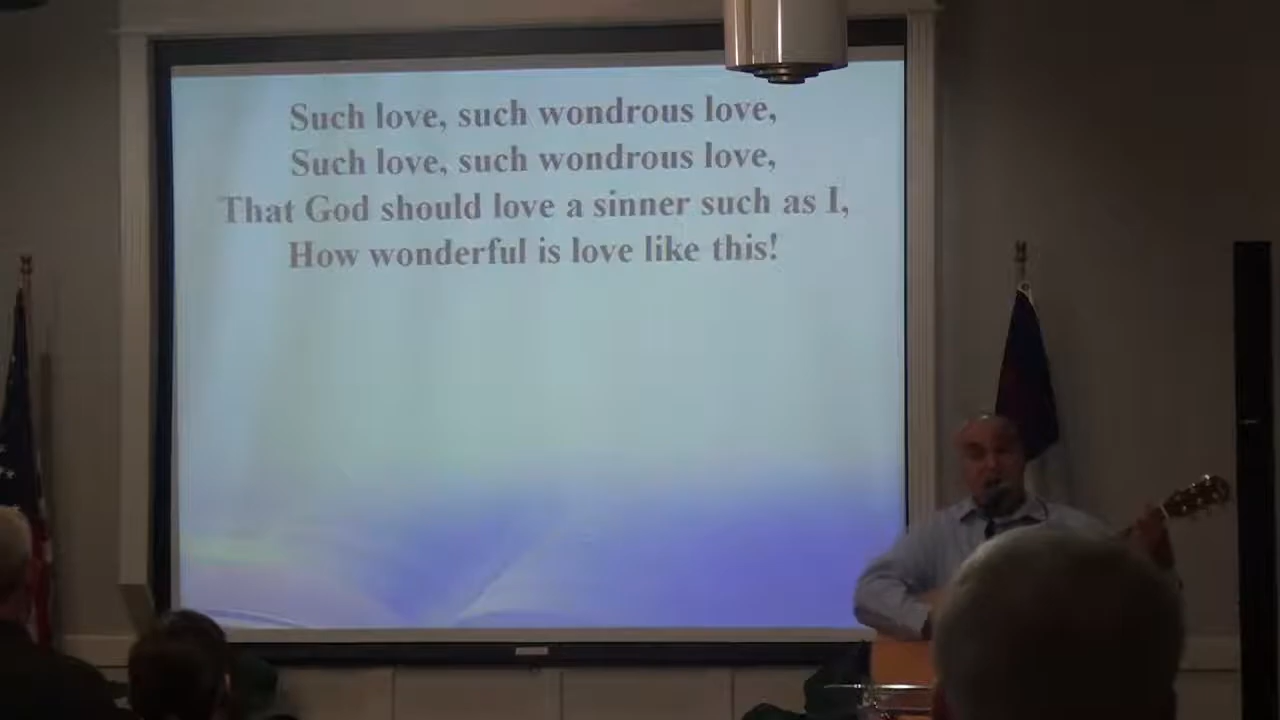 Such love, such wondrous love,
Such love, such wondrous love,
That God should love a sinner such as I,
How wonderful is love like this!